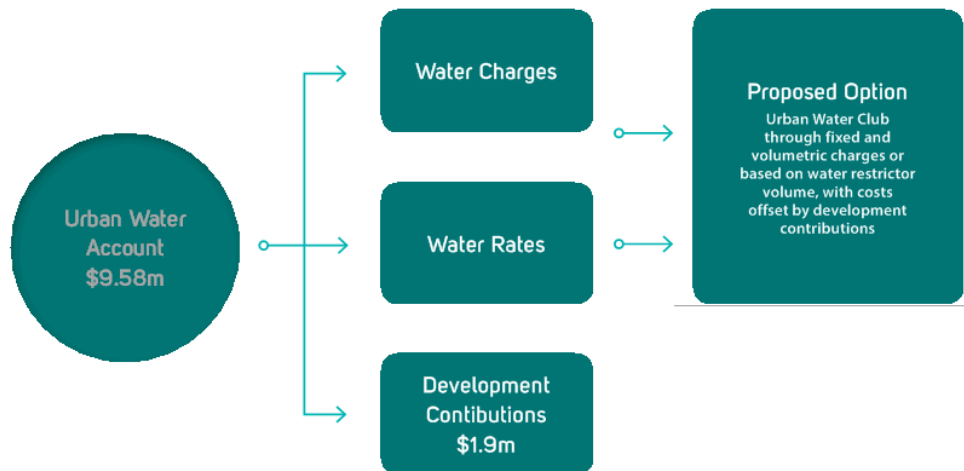 Urban Water
Account
$9.58m
Water Charges
Water Rates
Development
Contibutions
$1.9m
Proposed Option
Urban Water Club
through fixed and
volumetric charges or
based on water restrictor
volume, with costs
offset by development
contributions